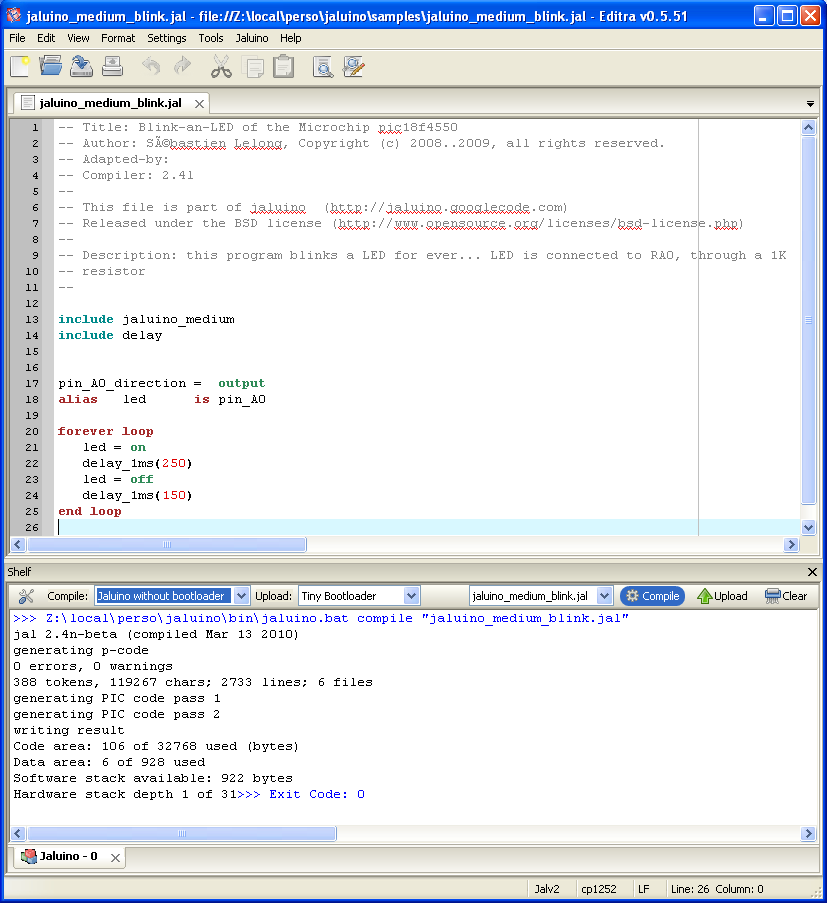 jaluino_medium_blink.jal - file://Z:\local\perso\jaluino\samples\jaluino_medium_blink.jal - Editra v0.5.51
File Edit View Format Settings Tools Jaluino Help
jaluino_medium_blink.jal
1 -- Title: Blink-an-LED of the Microchip pic18f4550
2 -- Author: SÃ©bastien Lelong, Copyright (c) 2008..2009, all rights reserved.
3 -- Adapted-by:
4 -- Compiler: 2.4l
5 --
6 -- This file is part of jaluino  (http://jaluino.googlecode.com)
7 -- Released under the BSD license (http://www.opensource.org/licenses/bsd-license.php)
8 --
9 -- Description: this program blinks a LED for ever... LED is connected to RA0, through a 1K
10 -- resistor
11 --
12
13 include jaluino_medium
14 include delay
15
16
17 pin_A0_direction =  output
18 alias   led      is pin_A0
19
20 forever loop
21    led = on
22    delay_1ms(250)
23    led = off
24    delay_1ms(150)
25 end loop
26
Shelf
Compile: Jaluino without bootloader Upload: Tiny Bootloader jaluino_medium_blink.jal Compile Upload Clear
>>> Z:\local\perso\jaluino\bin\jaluino.bat compile "jaluino_medium_blink.jal"
jal 2.4n-beta (compiled Mar 13 2010)
generating p-code
0 errors, 0 warnings
388 tokens, 119267 chars; 2733 lines; 6 files
generating PIC code pass 1
generating PIC code pass 2
writing result
Code area: 106 of 32768 used (bytes)
Data area: 6 of 928 used
Software stack available: 922 bytes
Hardware stack depth 1 of 31>>> Exit Code: 0
Jaluino - 0
Jalv2 cp1252 LF Line: 26 Column: 0